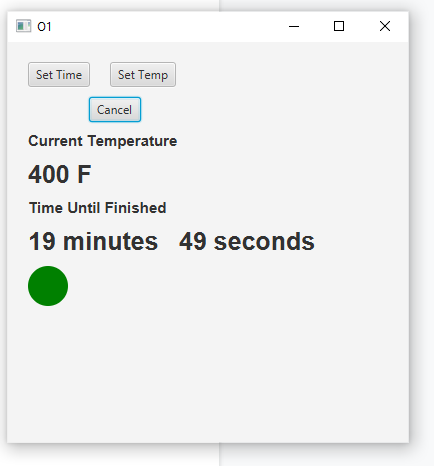 O1
Set Time Set Temp
Cancel
Current Temperature
400 F
Time Until Finished
19 minutes 49 seconds